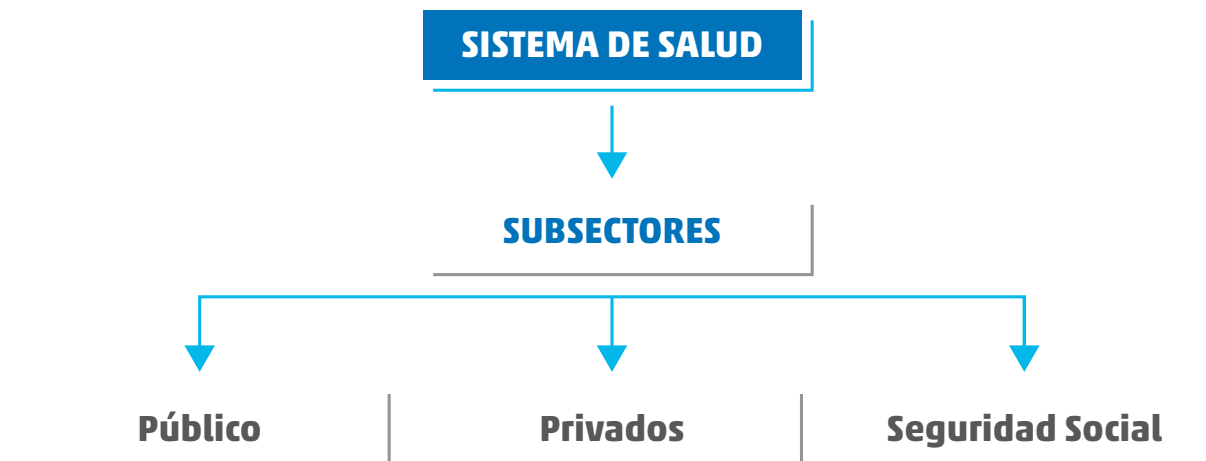 SISTEMA DE SALUD
SUBSECTORES
Público
Privados
Seguridad Social